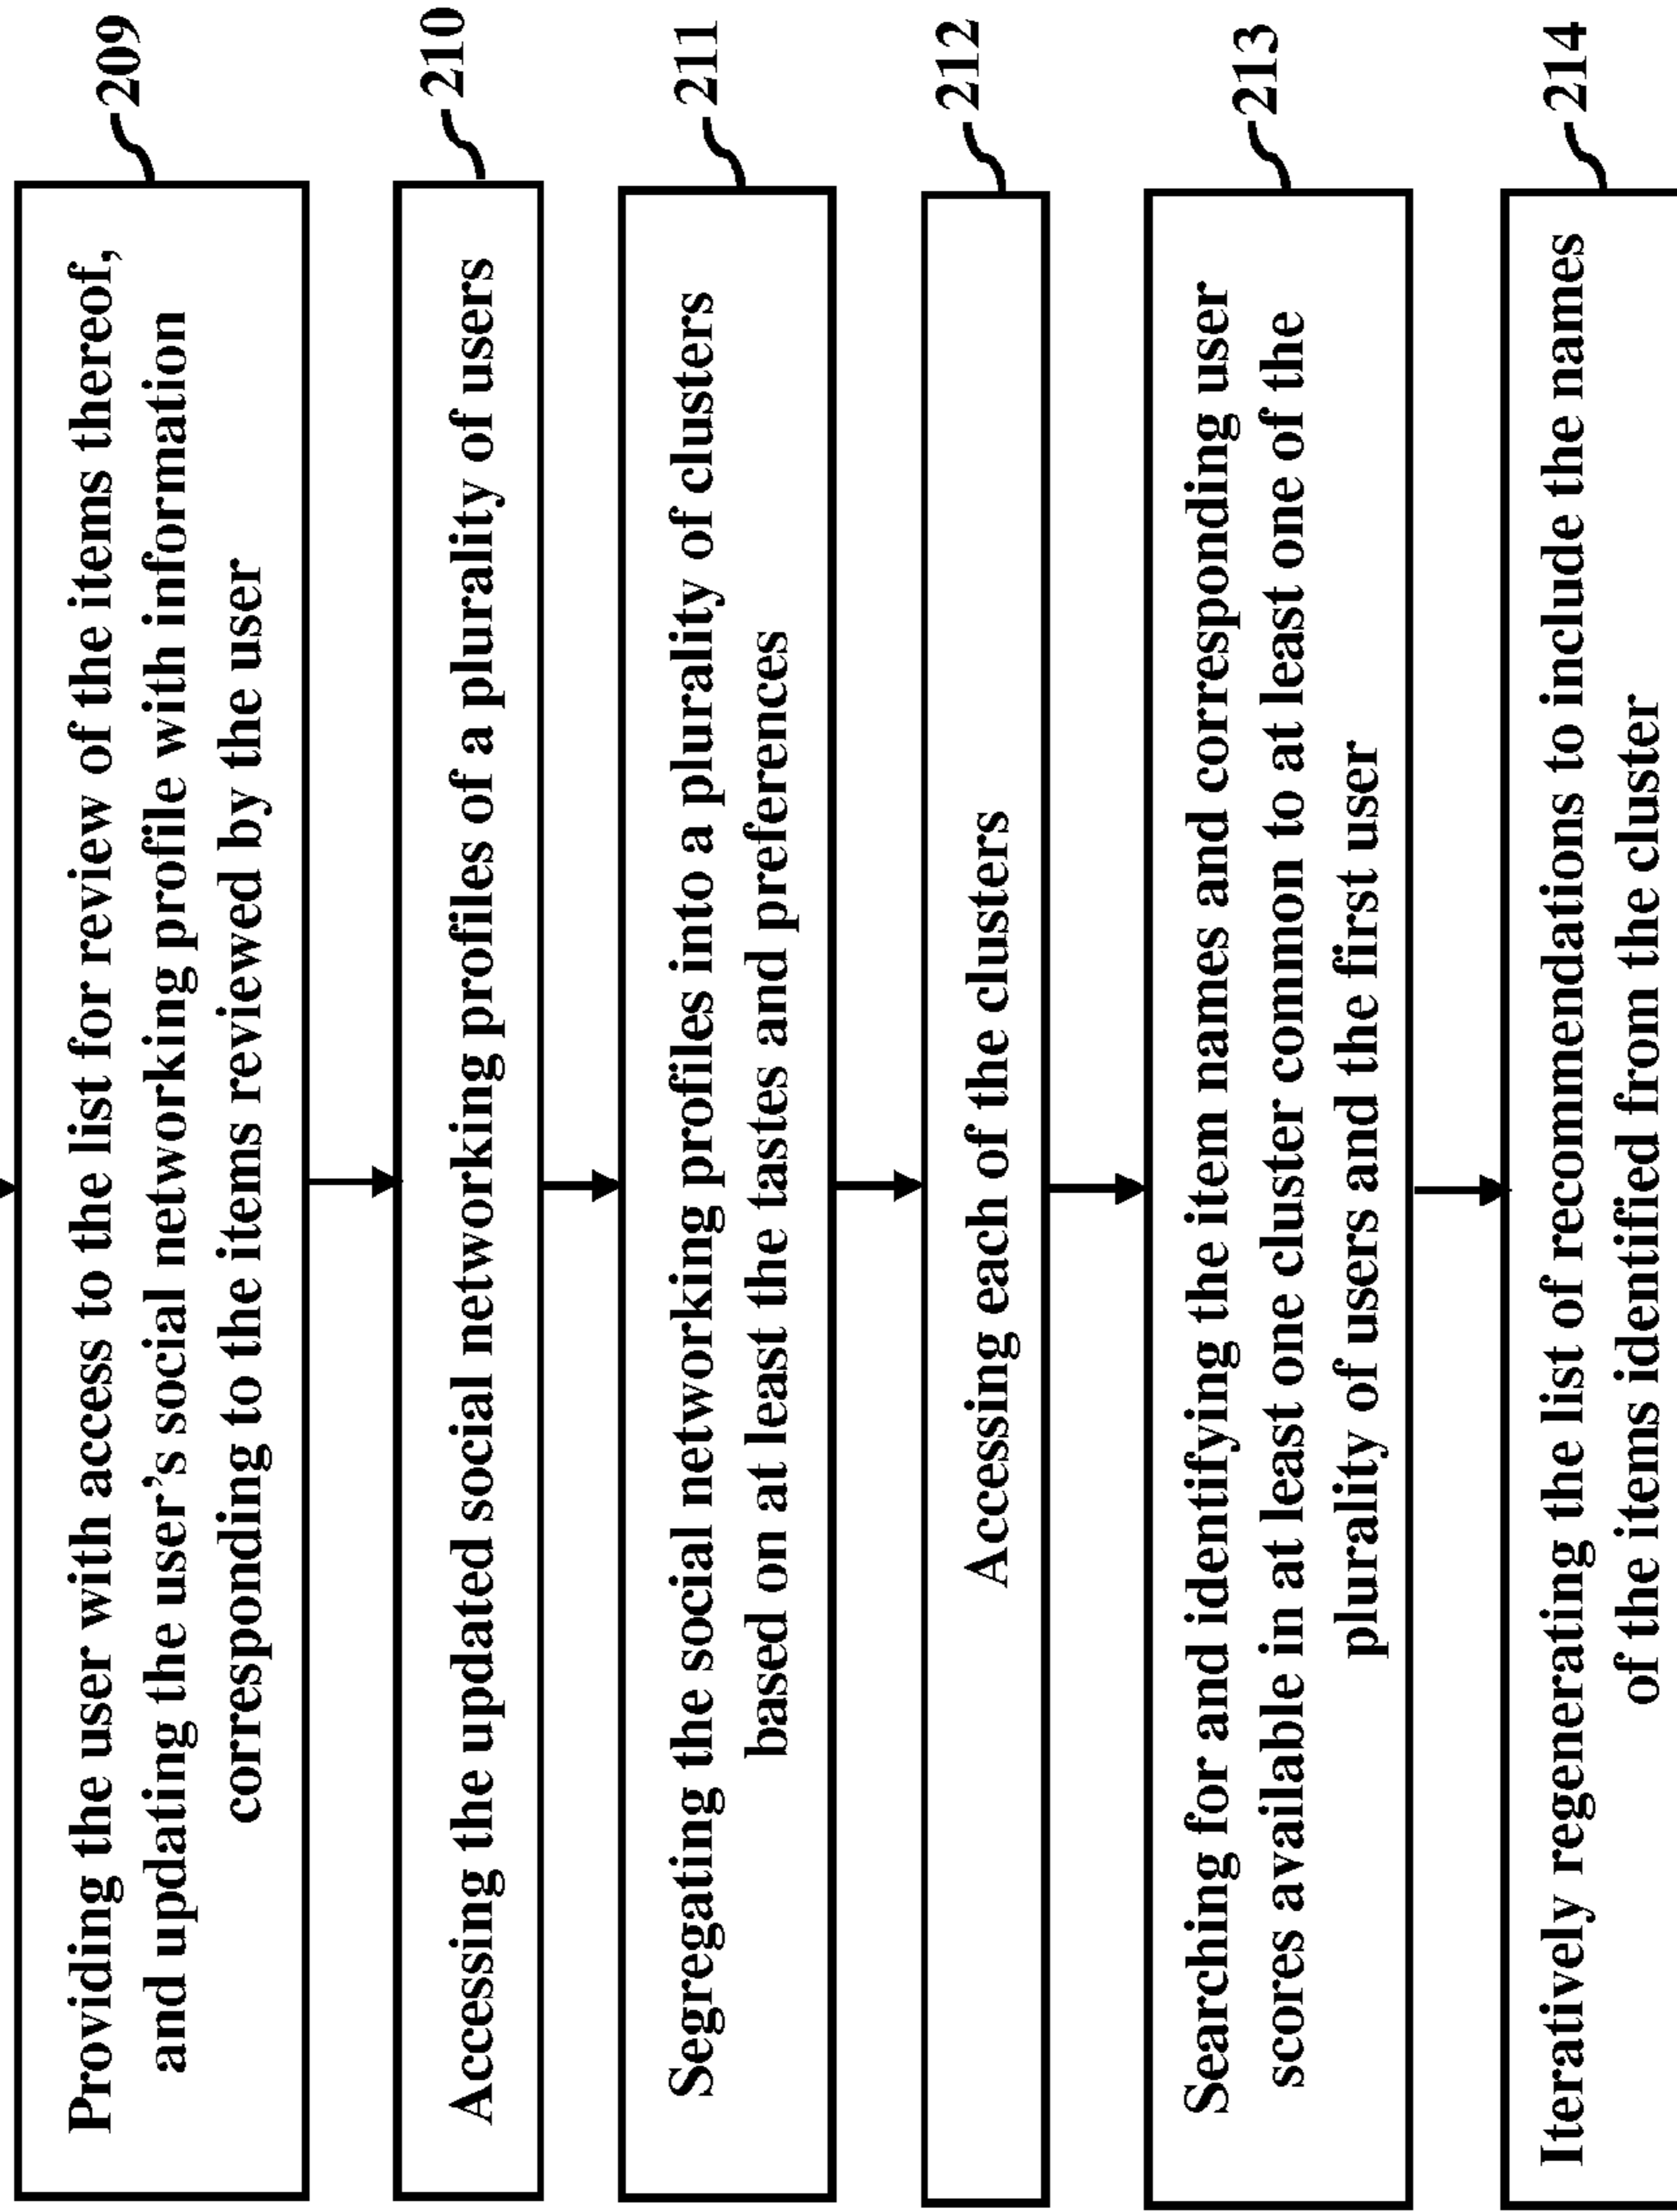 Providing the user with access to the list for review of the items thereof,
and updating the user's social networking profile with information
corresponding to the items reviewed by the user
209
Accessing the updated social networking profiles of a plurality of users
210
Segregating the social networking profiles into a plurality of clusters
based on at least the tastes and preferences
211
Accessing each of the clusters
212
Searching for and identifying the item names and corresponding user
scores available in at least one cluster common to at least one of the
plurality of users and the first user
213
Iteratively regenerating the list of recommendations to include the names
of the items identified from the cluster
214